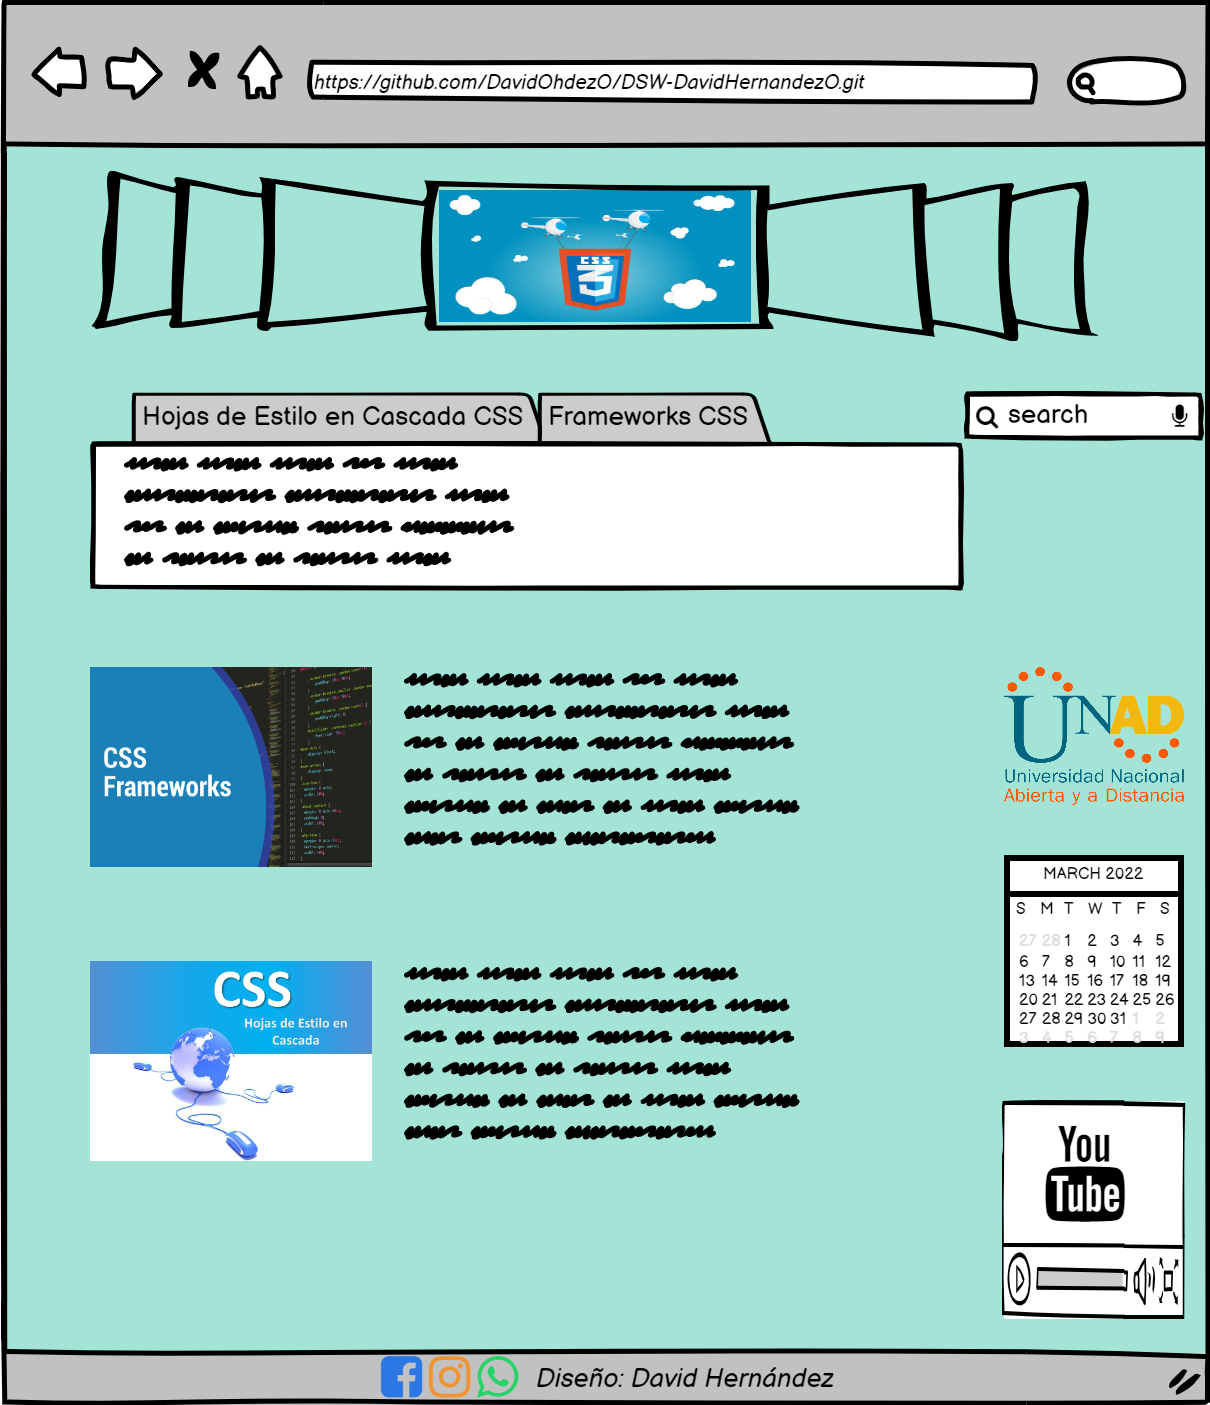 https://github.com/DavidOhdezO/DSW-DavidHernandezO.git
CSS
3
Hojas de Estilo en Cascada CSS
Frameworks CSS
search
CSS
Frameworks
UNAD
Universidad Nacional
Abierta y a Distancia
MARCH 2022
S M T W T F S
27 28 1 2 3 4 5
6 7 8 9 10 11 12
13 14 15 16 17 18 19
20 21 22 23 24 25 26
27 28 29 30 31 1 2
3 4 5 6 7 8 9
CSS
Hojas de Estilo en
Cascada
You
Tube
Diseño: David Hernández